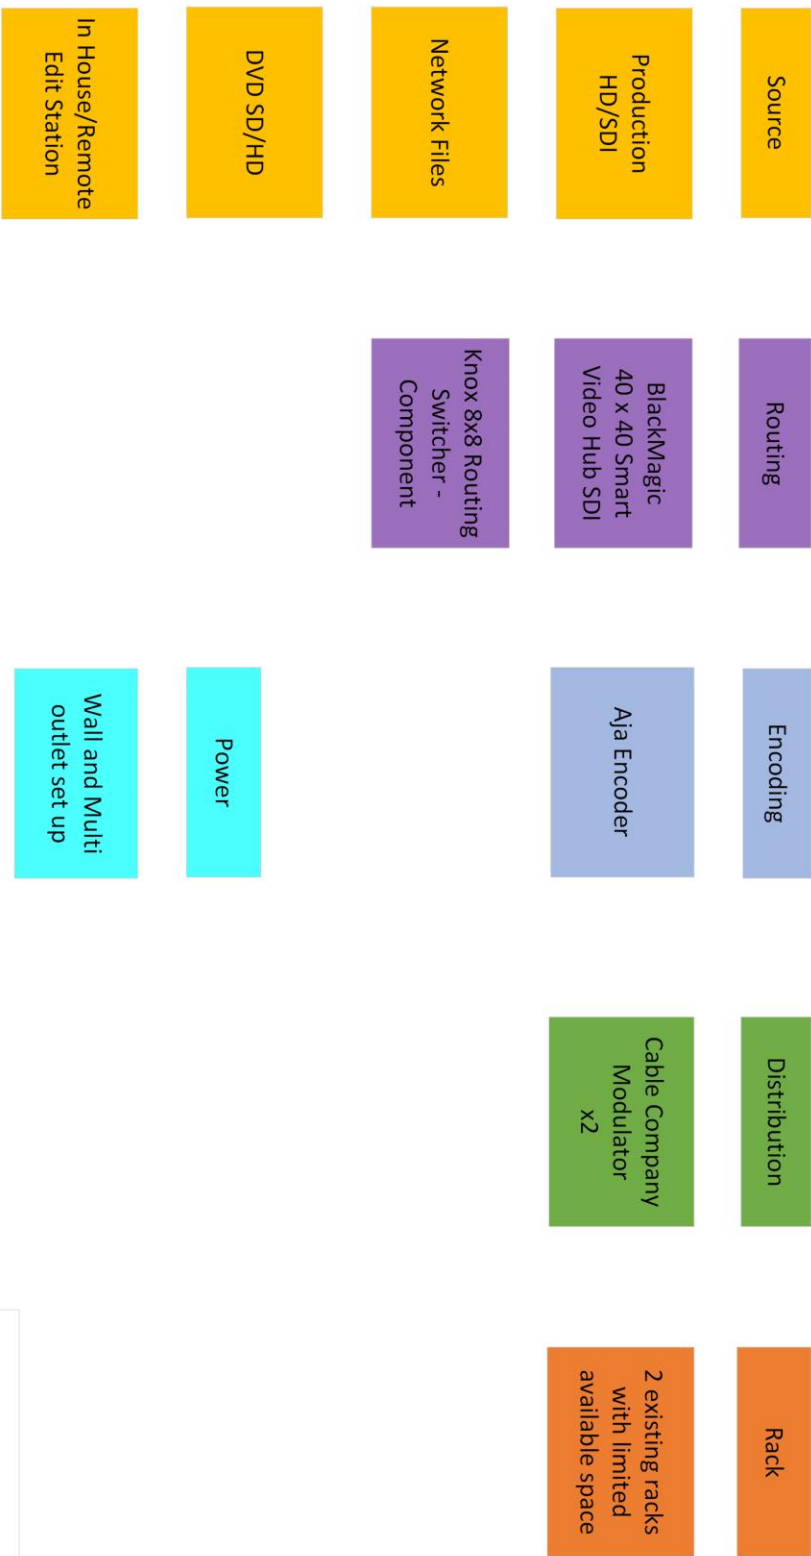 Source
Routing
Encoding
Distribution
Rack
Production
HD/SDI
BlackMagic
40 x 40 Smart
Video Hub SDI
Aja Encoder
Cable Company
Modulator
x2
2 existing racks
with limited
available space
Network Files
Knox 8x8 Routing
Switcher -
Component
DVD SD/HD
Power
In House/Remote
Edit Station
Wall and Multi
outlet set up